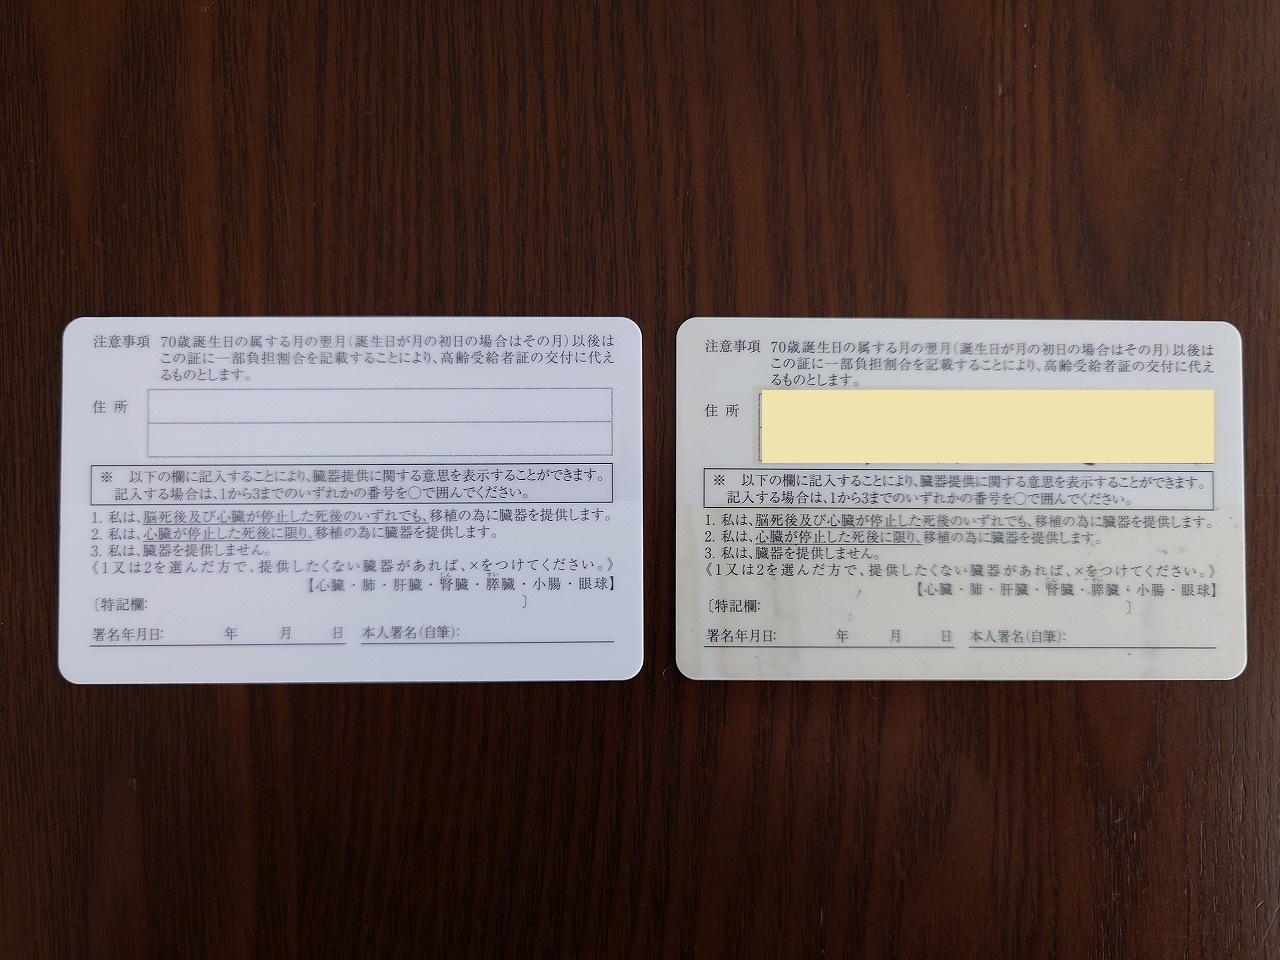 注意事項 70歳誕生日の属する月の翌月(誕生日が月の初日の場合はその月)以後は
この証に一部負担割合を記載することにより、高齢受給者証の交付に代え
るものとします。
住所
※ 以下の欄に記入することにより、臓器提供に関する意思を表示することができます。
記入する場合は、1から3までのいずれかの番号を〇で囲んでください。
1. 私は、脳死後及び心臓が停止した死後のいずれでも、移植の為に臓器を提供します。
2. 私は、心臓が停止した死後に限り、移植の為に臓器を提供します。
3. 私は、臓器を提供しません。
《1又は2を選んだ方で、提供したくない臓器があれば、×をつけてください。》
【心臓・肺・肝臓・腎臓・膵臓・小腸・眼球】
〔特記欄: 〕
署名年月日: 年 月 日 本人署名(自筆):
注意事項 70歳誕生日の属する月の翌月(誕生日が月の初日の場合はその月)以後は
この証に一部負担割合を記載することにより、高齢受給者証の交付に代え
るものとします。
住所
※ 以下の欄に記入することにより、臓器提供に関する意思を表示することができます。
記入する場合は、1から3までのいずれかの番号を〇で囲んでください。
1. 私は、脳死後及び心臓が停止した死後のいずれでも、移植の為に臓器を提供します。
2. 私は、心臓が停止した死後に限り、移植の為に臓器を提供します。
3. 私は、臓器を提供しません。
《1又は2を選んだ方で、提供したくない臓器があれば、×をつけてください。》
【心臓・肺・肝臓・腎臓・膵臓・小腸・眼球】
〔特記欄: 〕
署名年月日: 年 月 日 本人署名(自筆):